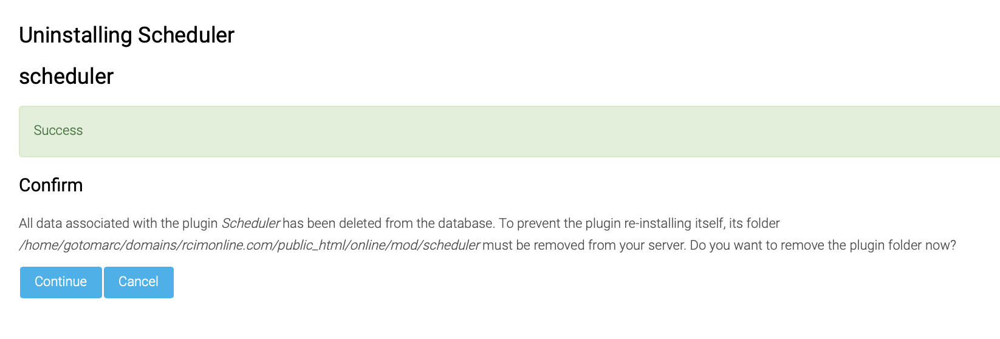 Uninstalling Scheduler
scheduler
Success
Confirm
All data associated with the plugin Scheduler has been deleted from the database. To prevent the plugin re-installing itself, its folder
/home/gotomarc/domains/rcimonline.com/public_html/online/mod/scheduler must be removed from your server. Do you want to remove the plugin folder now?
Continue Cancel